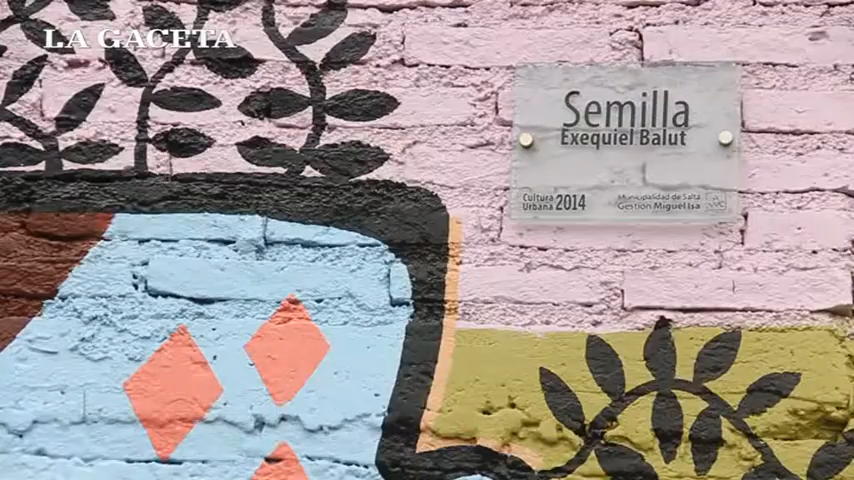 LA GACETA
Semilla
Exequiel Balut
Cultura
Urbana 2014
Municipalidad de Salta
Gestión Miguel Isa